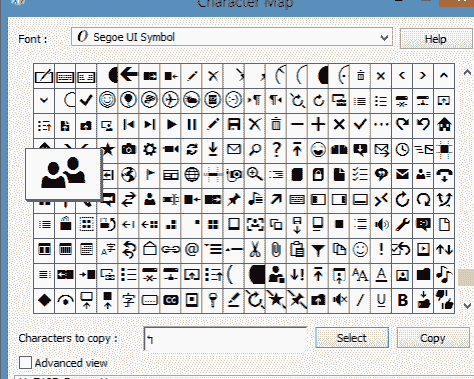 Character Map
Font : Segoe UI Symbol Help
Characters to copy : Select Copy
Advanced view